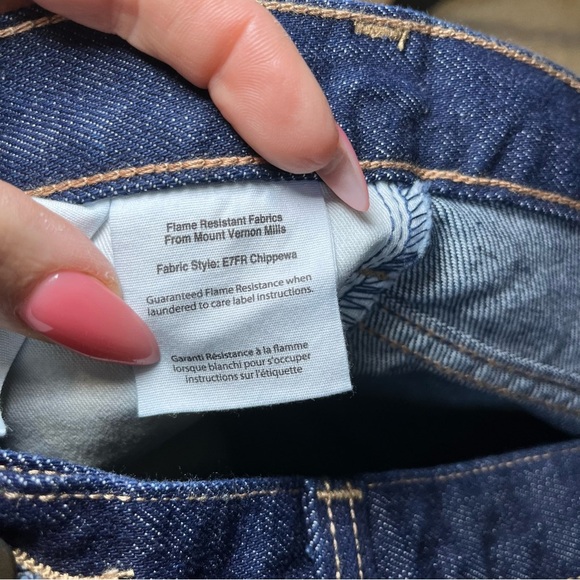 Flame Resistant Fabrics
From Mount Vernon Mills
Fabric Style: E7FR Chippewa
Guaranteed Flame Resistance when
laundered to care label instructions.
Garanti Résistance à la flamme
lorsque blanchi pour s'occuper
instructions sur l'étiquette